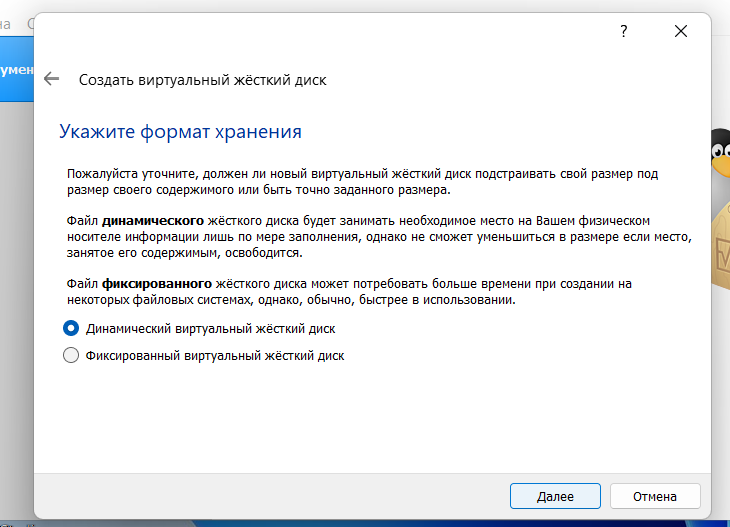 ?
Создать виртуальный жёсткий диск
умен
Укажите формат хранения
Пожалуйста уточните, должен ли новый виртуальный жёсткий диск подстраивать свой размер под
размер своего содержимого или быть точно заданного размера.
Файл динамического жёсткого диска будет занимать необходимое место на Вашем физическом
носителе информации лишь по мере заполнения, однако не сможет уменьшиться в размере если место,
занятое его содержимым, освободится.
Файл фиксированного жёсткого диска может потребовать больше времени при создании на
некоторых файловых системах, однако, обычно, быстрее в использовании.
Динамический виртуальный жёсткий диск
Фиксированный виртуальный жёсткий диск
Далее
Отмена